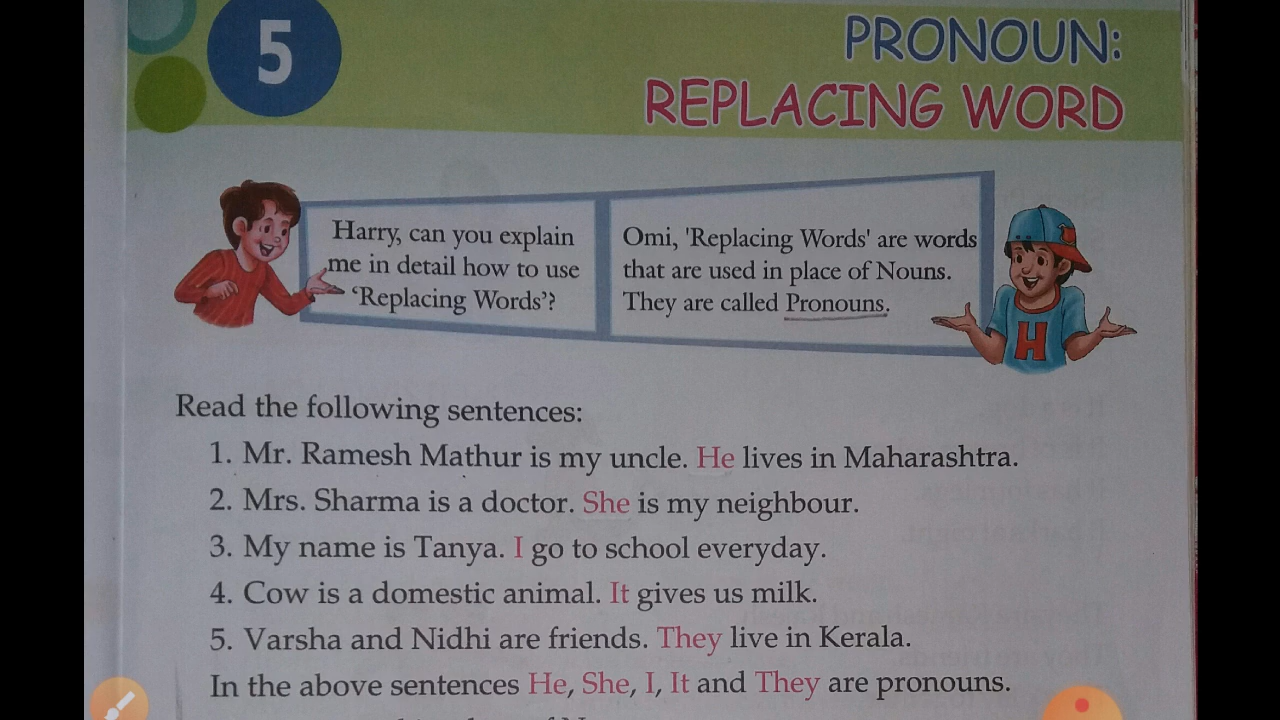 5
PRONOUN:
REPLACING WORD
Harry, can you explain
me in detail how to use
'Replacing Words'?
Omi, 'Replacing Words' are words
that are used in place of Nouns.
They are called Pronouns.
H
Read the following sentences:
1. Mr. Ramesh Mathur is my uncle. He lives in Maharashtra.
2. Mrs. Sharma is a doctor. She is my neighbour.
3. My name is Tanya. I go to school everyday.
4. Cow is a domestic animal. It gives us milk.
5. Varsha and Nidhi are friends. They live in Kerala.
In the above sentences He, She, I, It and They are pronouns.